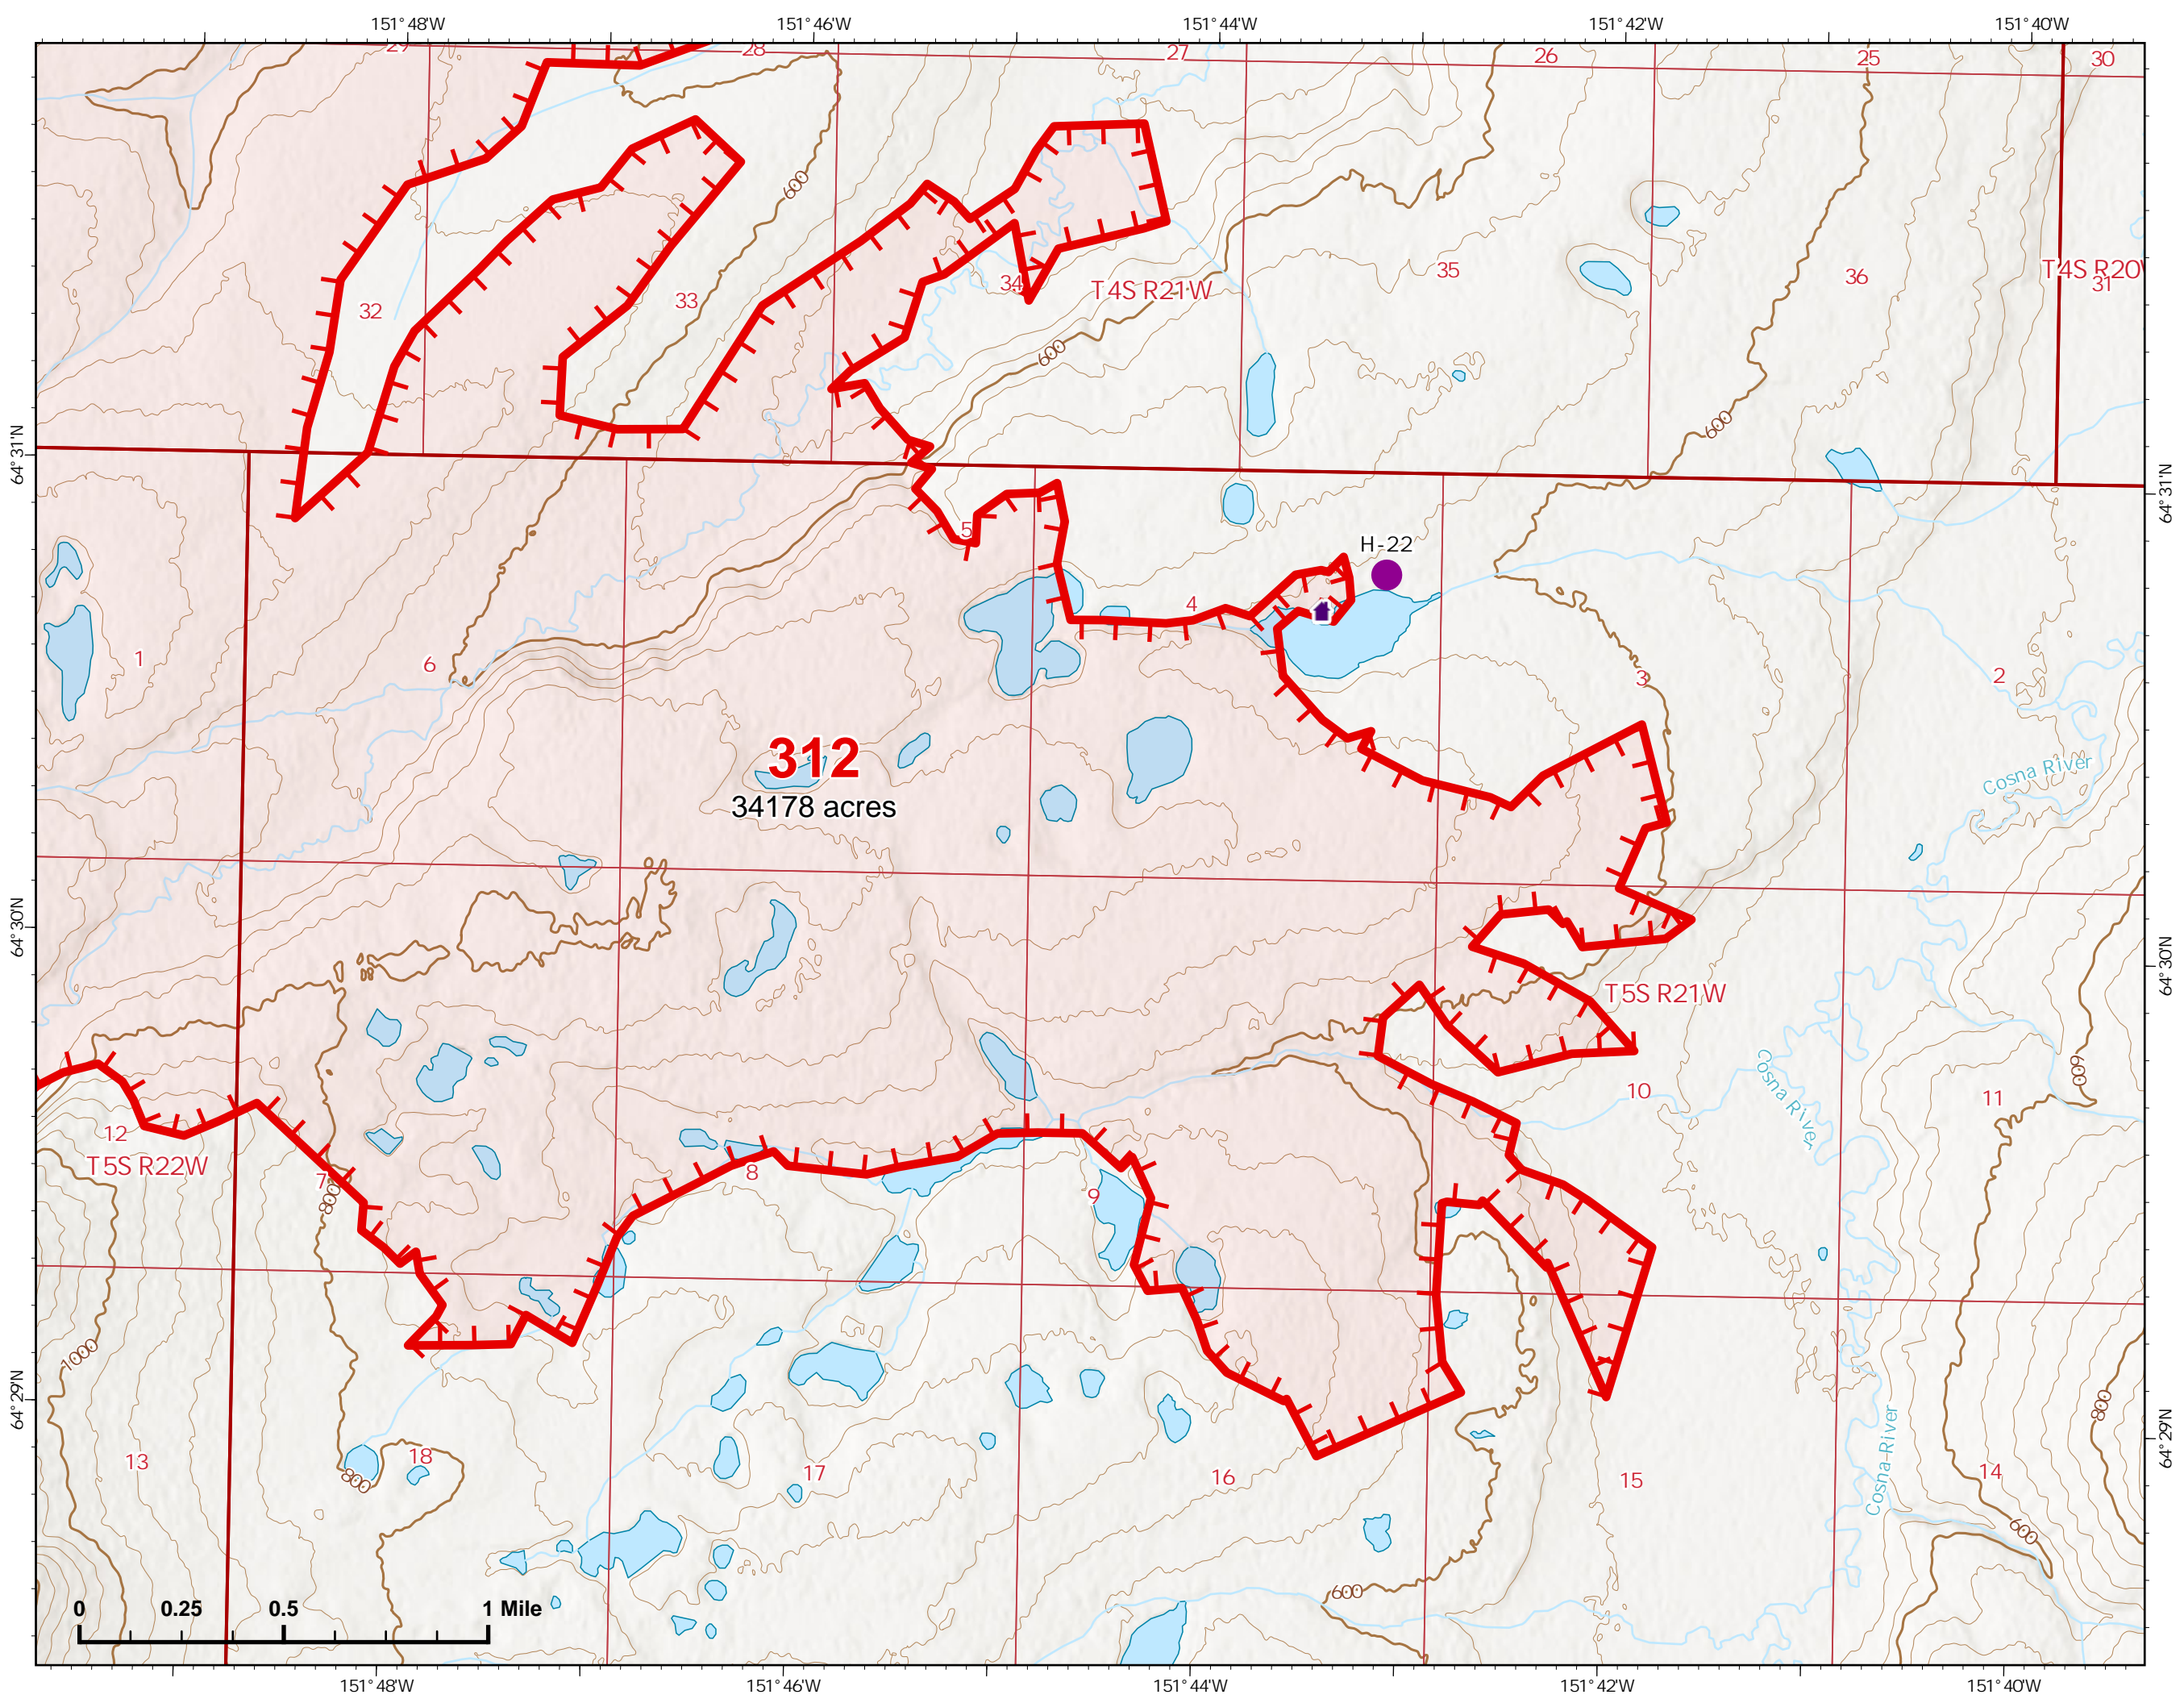 151°48'W 151°46'W 151°44'W 151°42'W 151°40'W
29 28 27 26 25 30
600
32 33 34 T4S R21W 35 36 T4S R20
31
600
600
64°31'N
64°31'N
5
H-22
4
1 6 3 2
312
34178 acres
Cosna River
64°30'N
64°30'N
T5S R21W
600
10 11
Cosna River
12
T5S R22W
7 8 9
800
1000
64°29'N
64°29'N
800
13 18 17 16 15 14
800
Cosna River
600
600
0 0.25 0.5 1 Mile
151°48'W 151°46'W 151°44'W 151°42'W 151°40'W